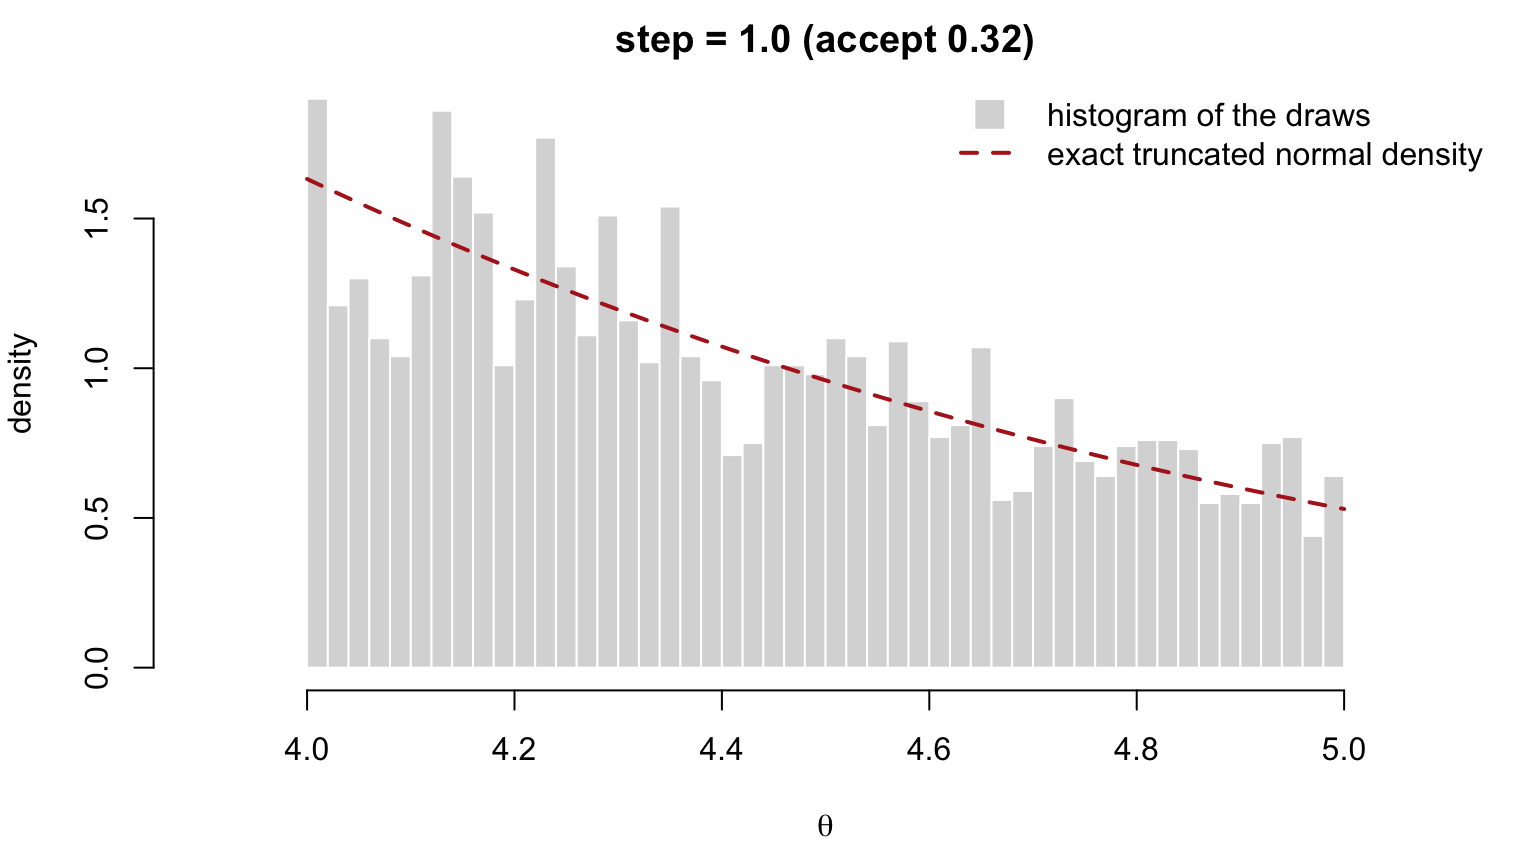 step = 1.0 (accept 0.32)
histogram of the draws
exact truncated normal density
density
1.5
1.0
0.5
0.0
4.0 4.2 4.4 4.6 4.8 5.0
θ